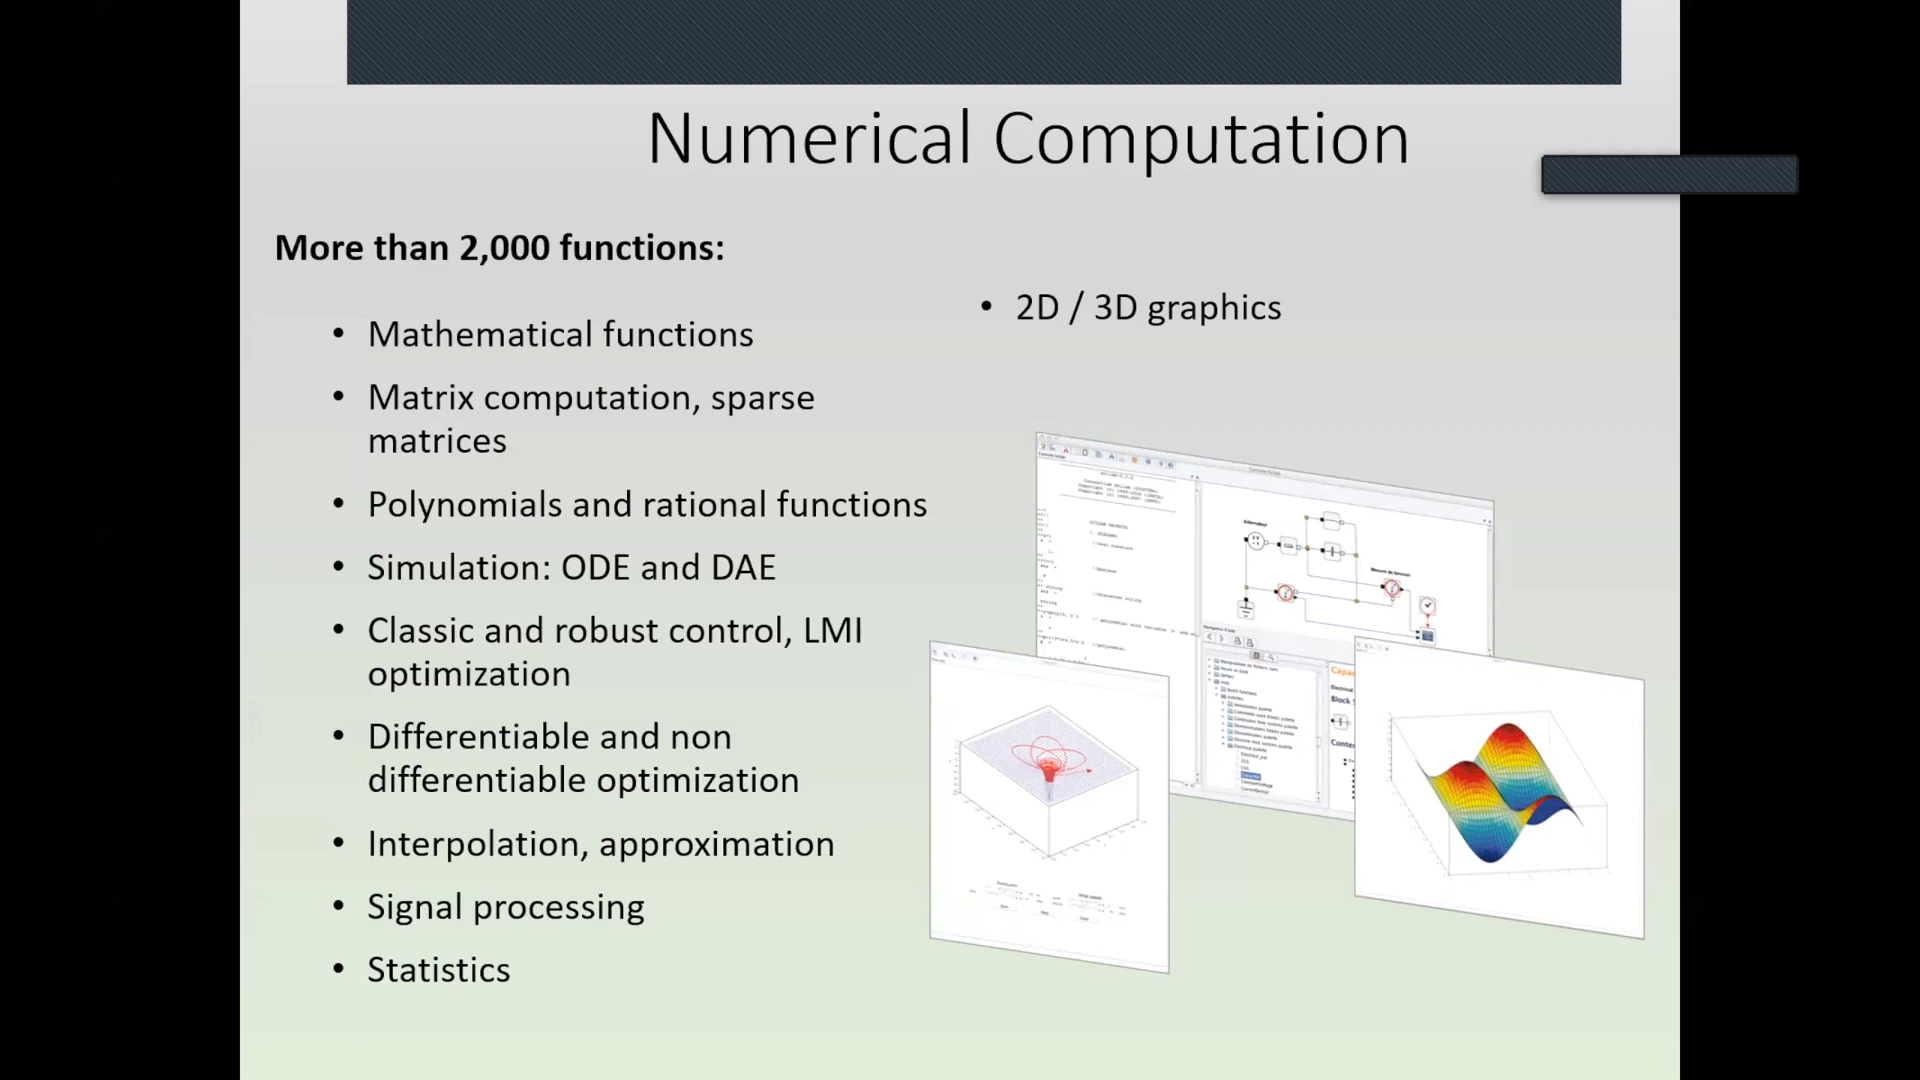 Numerical Computation
More than 2,000 functions:
• Mathematical functions
• Matrix computation, sparse
matrices
• Polynomials and rational functions
• Simulation: ODE and DAE
• Classic and robust control, LMI
optimization
• Differentiable and non
differentiable optimization
• Interpolation, approximation
• Signal processing
• Statistics
• 2D / 3D graphics